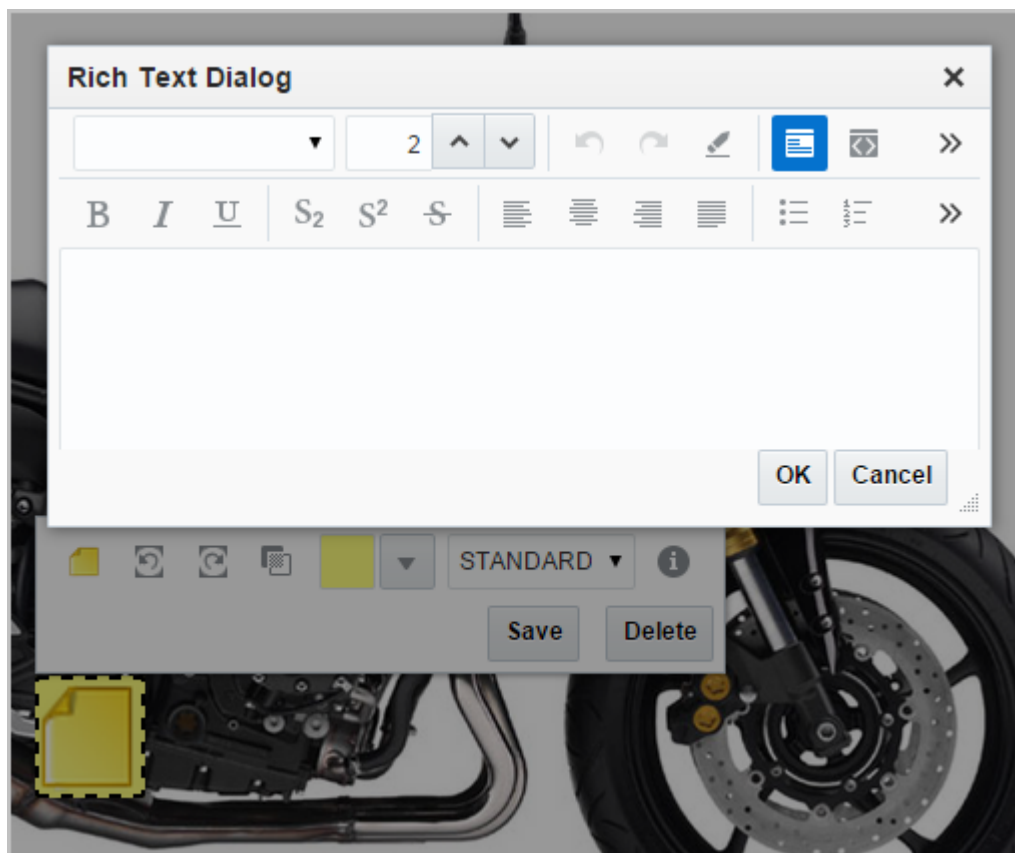 Rich Text Dialog
2
B I U S2 S² S
OK Cancel
STANDARD
Save Delete